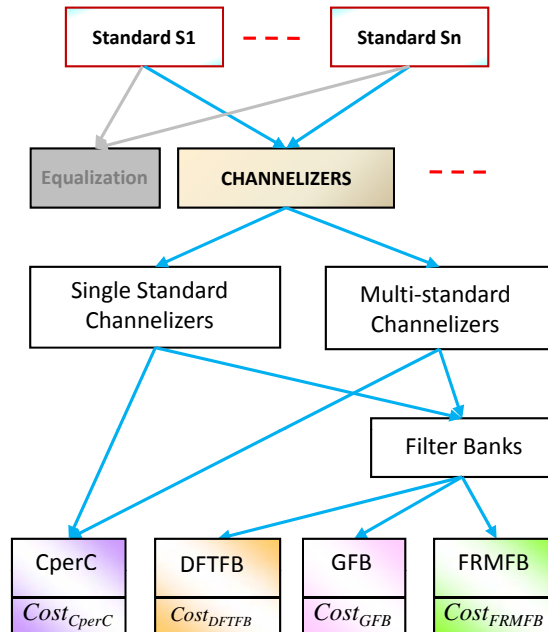 Standard S1
Standard Sn
Equalization
CHANNELIZERS
Single Standard
Channelizers
Multi-standard
Channelizers
Filter Banks
CperC
DFTFB
GFB
FRMFB
Cost_CperC
Cost_DFTFB
Cost_GFB
Cost_FRMFB